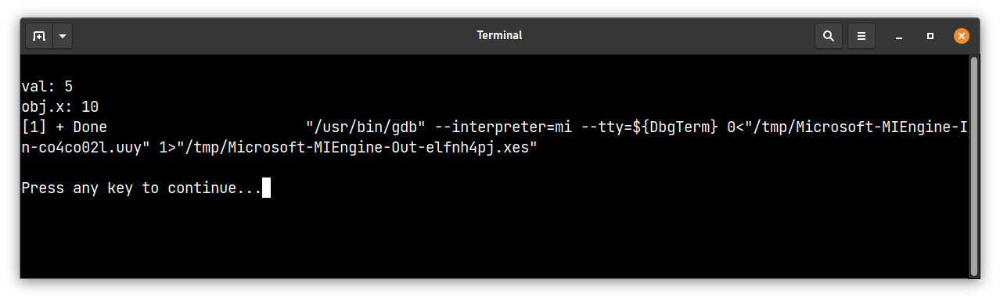 Terminal
val: 5
obj.x: 10
[1] + Done                       "/usr/bin/gdb" --interpreter=mi --tty=${DbgTerm} 0<"/tmp/Microsoft-MIEngine-I
n-co4co02l.uuy" 1>"/tmp/Microsoft-MIEngine-Out-elfnh4pj.xes"
Press any key to continue...